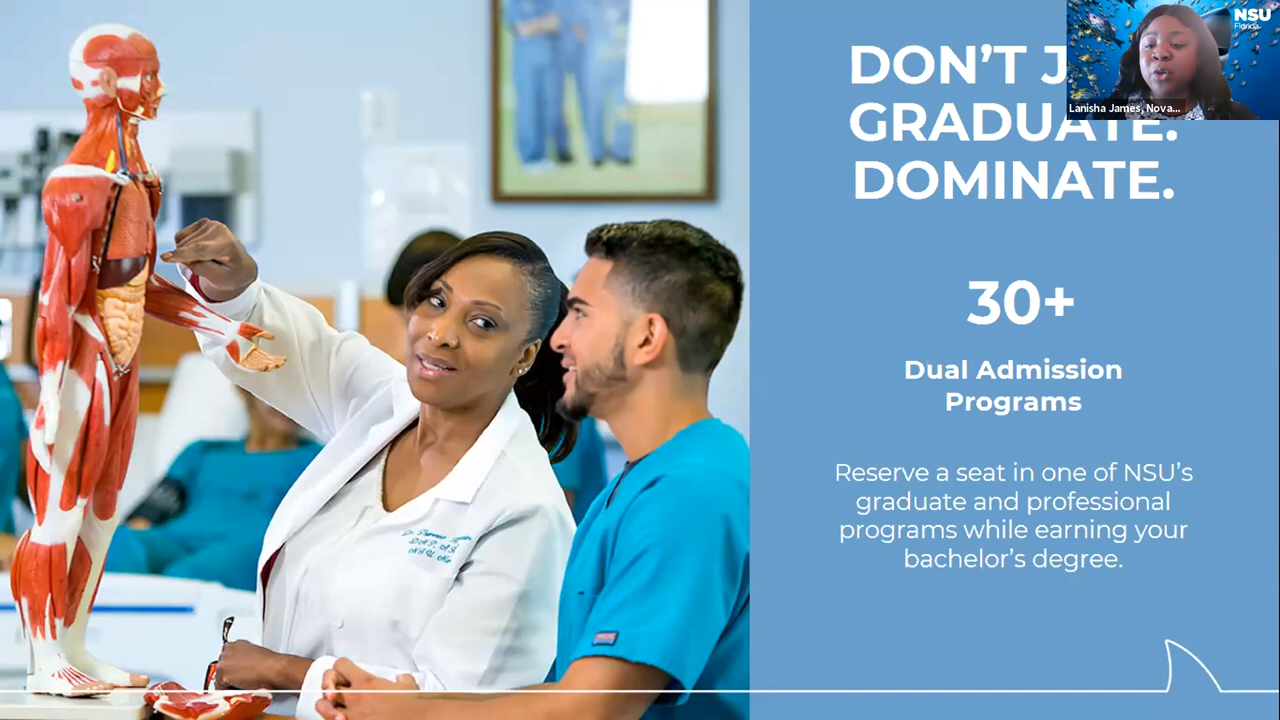 DON'T J
GRADUATE.
DOMINATE.
NSU
Florida
Lanisha James, Nova...
30+
Dual Admission
Programs
Reserve a seat in one of NSU's
graduate and professional
programs while earning your
bachelor's degree.